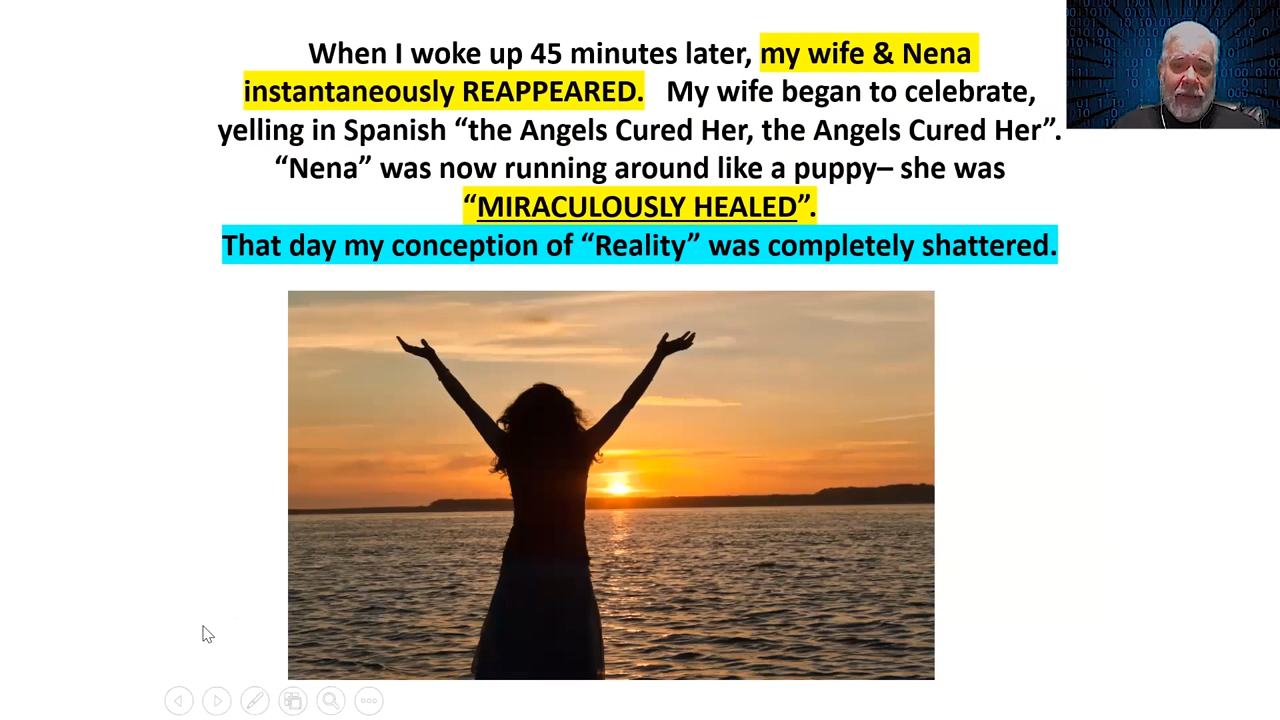 When I woke up 45 minutes later, my wife & Nena
instantaneously REAPPEARED.   My wife began to celebrate,
yelling in Spanish “the Angels Cured Her, the Angels Cured Her”.
“Nena” was now running around like a puppy– she was
“MIRACULOUSLY HEALED”.
That day my conception of “Reality” was completely shattered.